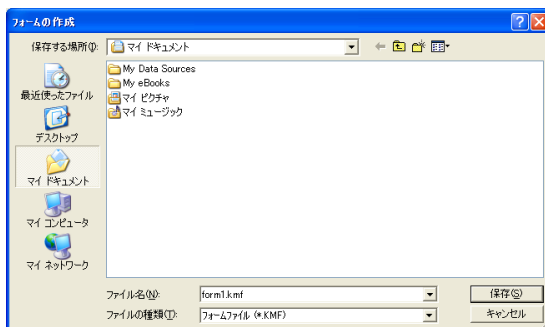 フォームの作成
保存する場所(I):
マイ ドキュメント
My Data Sources
My eBooks
マイ ピクチャ
マイ ミュージック
最近使ったファイル
デスクトップ
マイ ドキュメント
マイ コンピュータ
マイ ネットワーク
ファイル名(N):
form1.kmf
保存(S)
ファイルの種類(T):
フォームファイル (*.KMF)
キャンセル